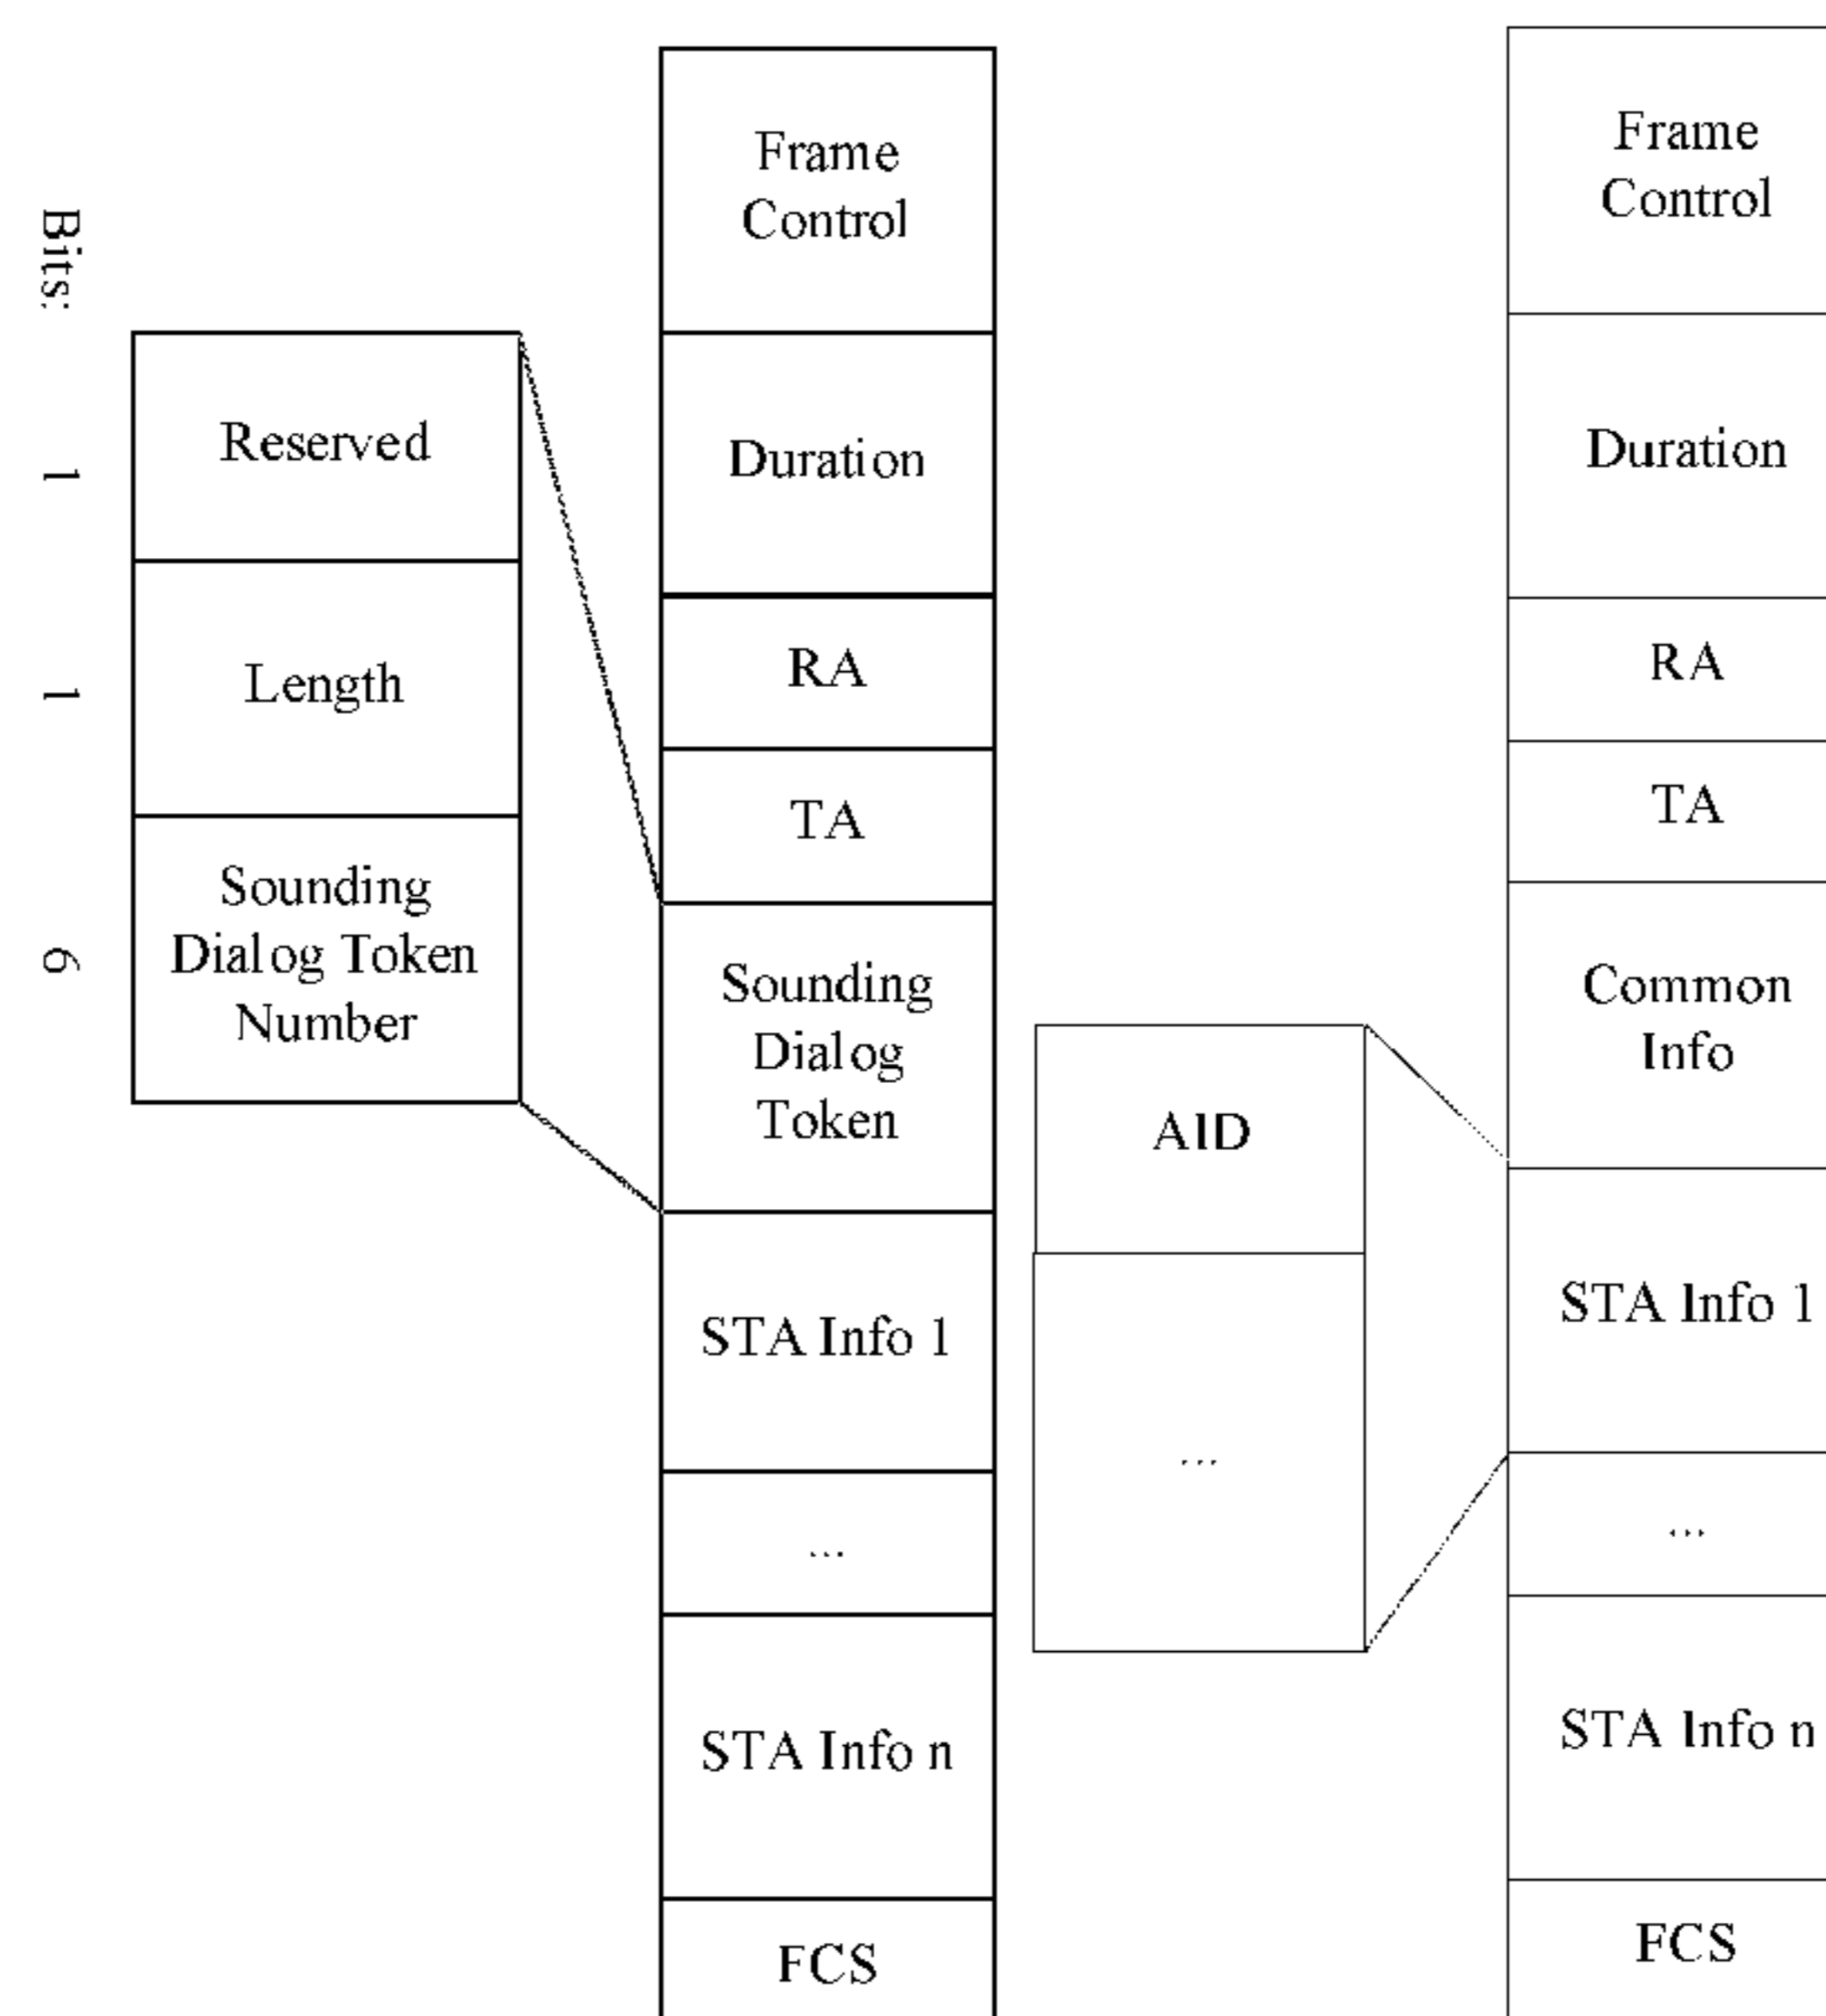 Bits:
1
1
6
Reserved
Length
Sounding
Dialog Token
Number
Frame
Control
Duration
RA
TA
Sounding
Dialog
Token
STA Info 1
...
STA Info n
FCS
AID
...
Frame
Control
Duration
RA
TA
Common
Info
STA Info 1
...
STA Info n
FCS